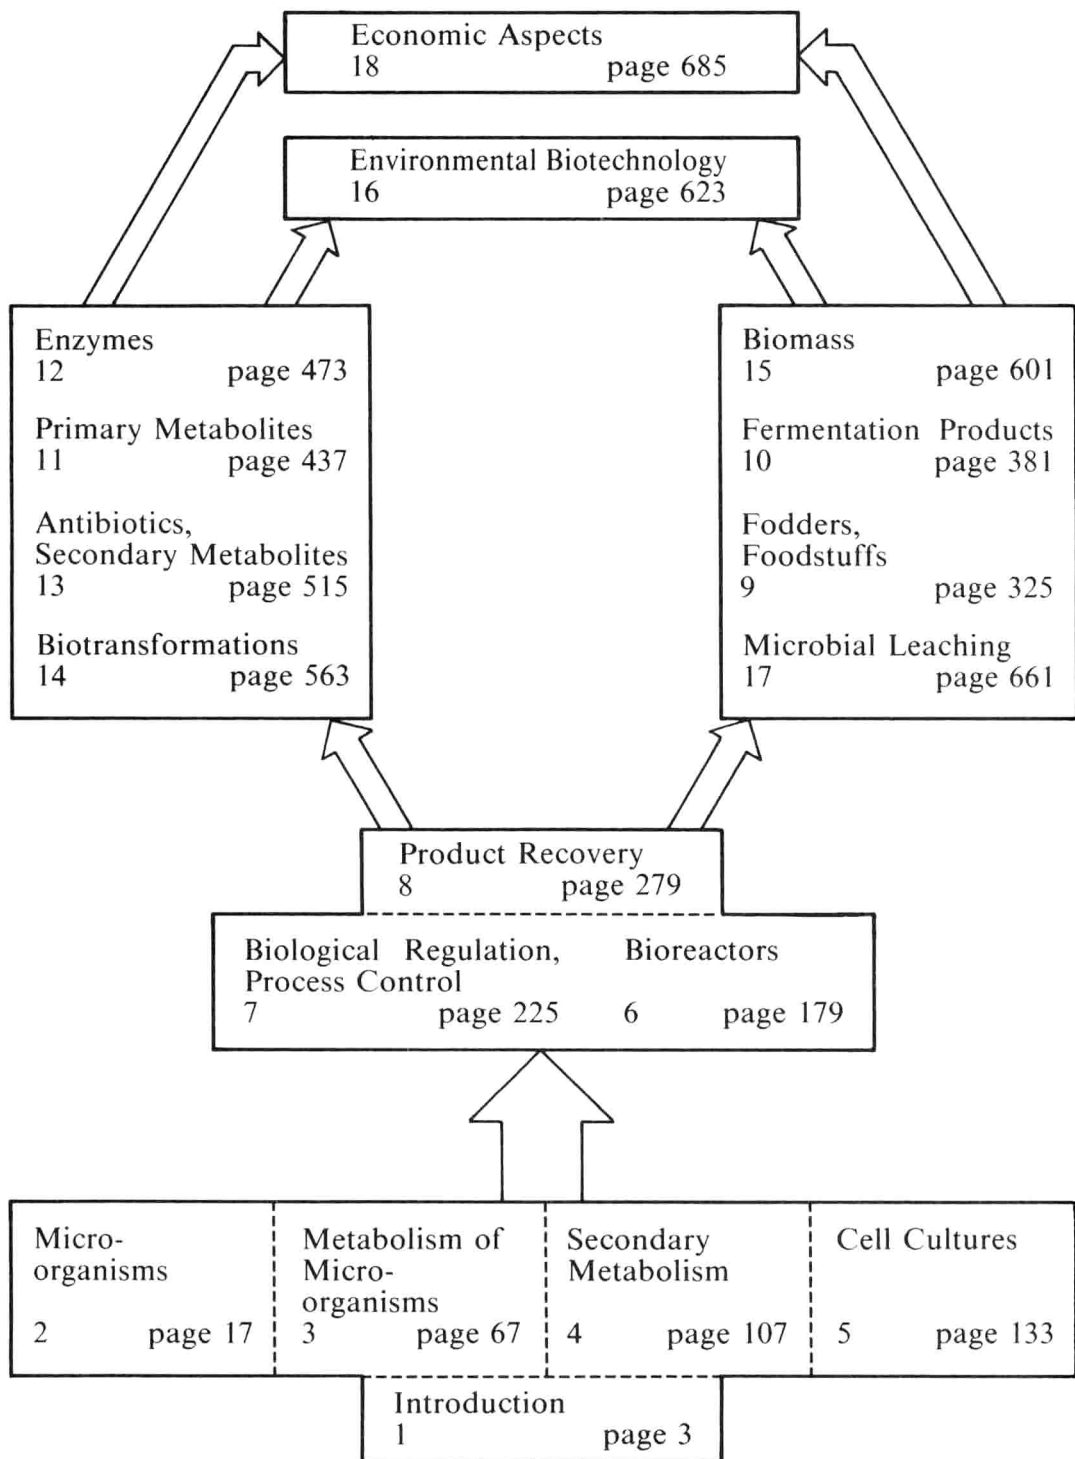 Economic Aspects
18 page 685
Environmental Biotechnology
16 page 623
Enzymes
12 page 473
Primary Metabolites
11 page 437
Antibiotics,
Secondary Metabolites
13 page 515
Biotransformations
14 page 563
Biomass
15 page 601
Fermentation Products
10 page 381
Fodders,
Foodstuffs
9 page 325
Microbial Leaching
17 page 661
Product Recovery
8 page 279
Biological Regulation,
Process Control
7 page 225
Bioreactors
6 page 179
Micro-
organisms
2 page 17
Metabolism of
Micro-
organisms
3 page 67
Secondary
Metabolism
4 page 107
Cell Cultures
5 page 133
Introduction
1 page 3